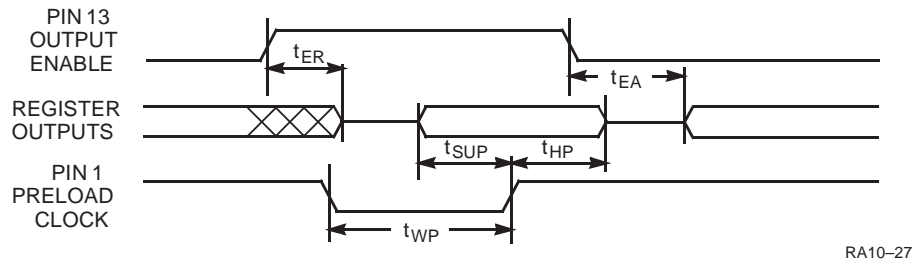 PIN 13
OUTPUT
ENABLE
tER
tEA
REGISTER
OUTPUTS
tSUP
tHP
PIN 1
PRELOAD
CLOCK
tWP
RA10–27